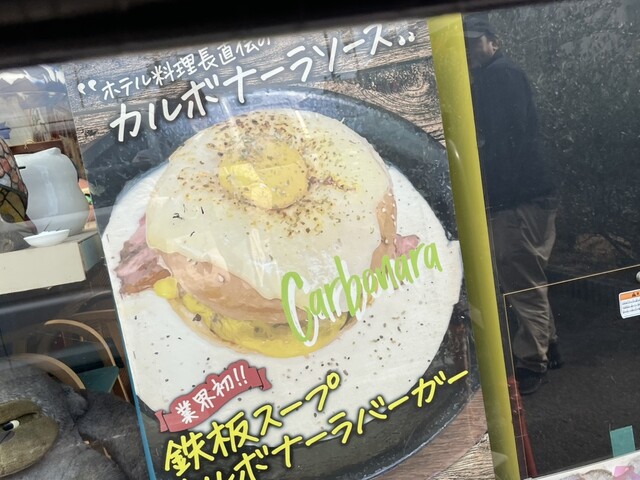 “ホテル料理長直伝の
カルボナーラソース”
Carbonara
業界初!!
鉄板スープ
カルボナーラバーガー